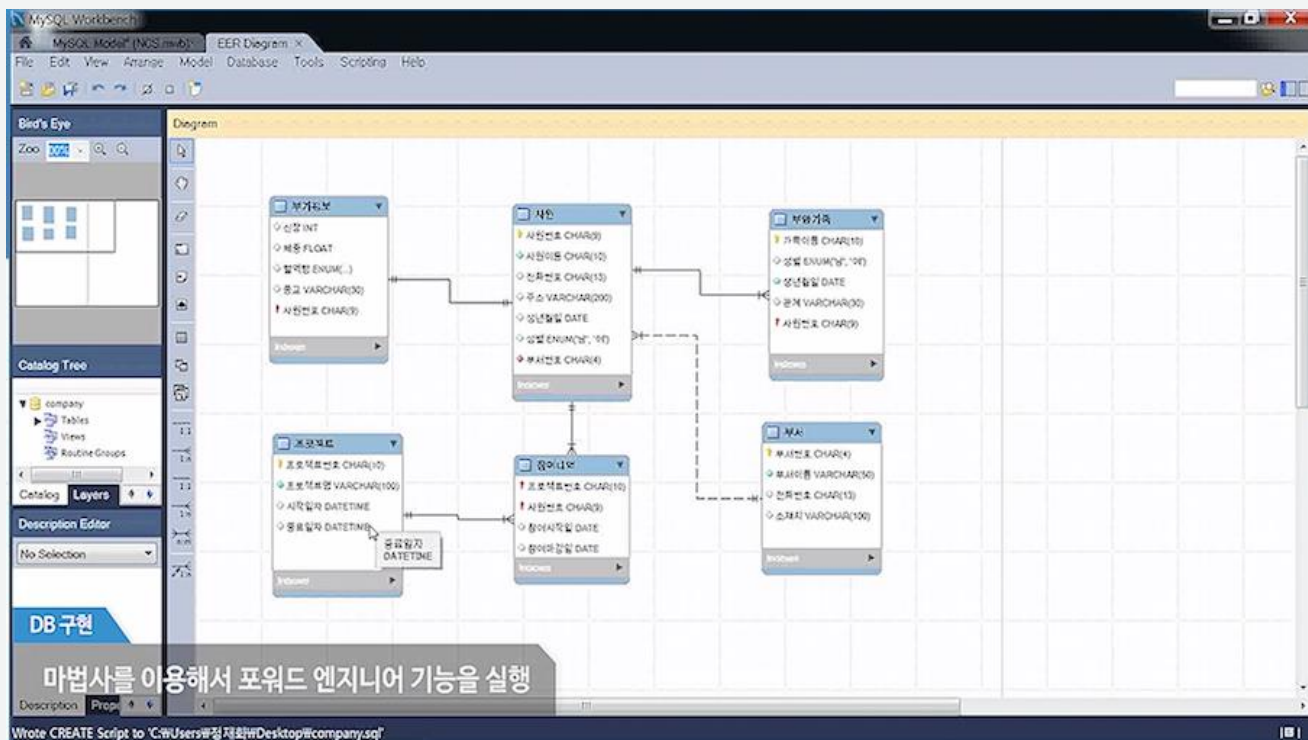 MySQL Workbench
MySQL Model* (NCS.mwb)
EER Diagram ×
File Edit View Arrange Model Database Tools Scripting Help
Bird's Eye
Zoo 100%
Diagram
부가정보
신장 INT
체중 FLOAT
혈액형 ENUM(...)
종교 VARCHAR(30)
사원번호 CHAR(9)
Indexes
사원
사원번호 CHAR(9)
사원이름 CHAR(10)
전화번호 CHAR(13)
주소 VARCHAR(200)
생년월일 DATE
성별 ENUM('남', '여')
부서번호 CHAR(4)
Indexes
부양가족
가족이름 CHAR(10)
성별 ENUM('남', '여')
생년월일 DATE
관계 VARCHAR(30)
사원번호 CHAR(9)
Indexes
Catalog Tree
company
Tables
Views
Routine Groups
Catalog Layers
프로젝트
프로젝트번호 CHAR(10)
프로젝트명 VARCHAR(100)
시작일자 DATETIME
종료일자 DATETIME
Indexes
종료일자
DATETIME
참여내역
프로젝트번호 CHAR(10)
사원번호 CHAR(9)
참여시작일 DATE
참여마감일 DATE
Indexes
부서
부서번호 CHAR(4)
부서이름 VARCHAR(50)
전화번호 CHAR(13)
소재지 VARCHAR(100)
Indexes
Description Editor
No Selection
DB 구현
마법사를 이용해서 포워드 엔지니어 기능을 실행
Description Prope
Wrote CREATE Script to 'C:₩Users₩정재화₩Desktop₩company.sql'